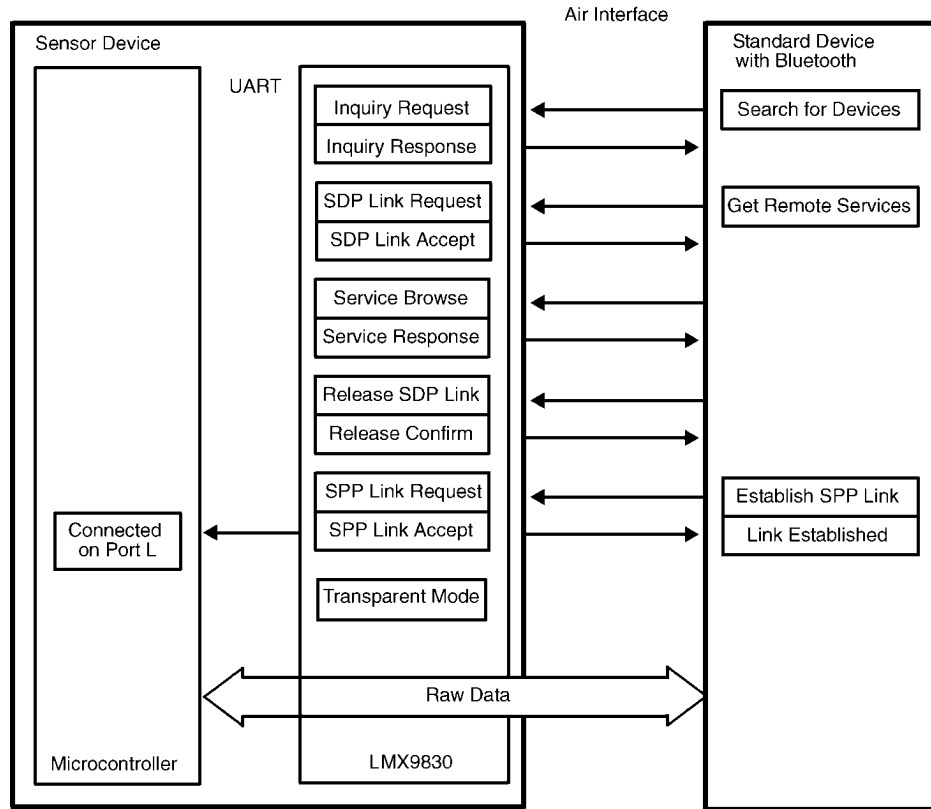 Air Interface
Sensor Device
Standard Device
with Bluetooth
UART
Inquiry Request
Search for Devices
Inquiry Response
SDP Link Request
Get Remote Services
SDP Link Accept
Service Browse
Service Response
Release SDP Link
Release Confirm
SPP Link Request
Establish SPP Link
Connected
on Port L
SPP Link Accept
Link Established
Transparent Mode
Raw Data
Microcontroller
LMX9830